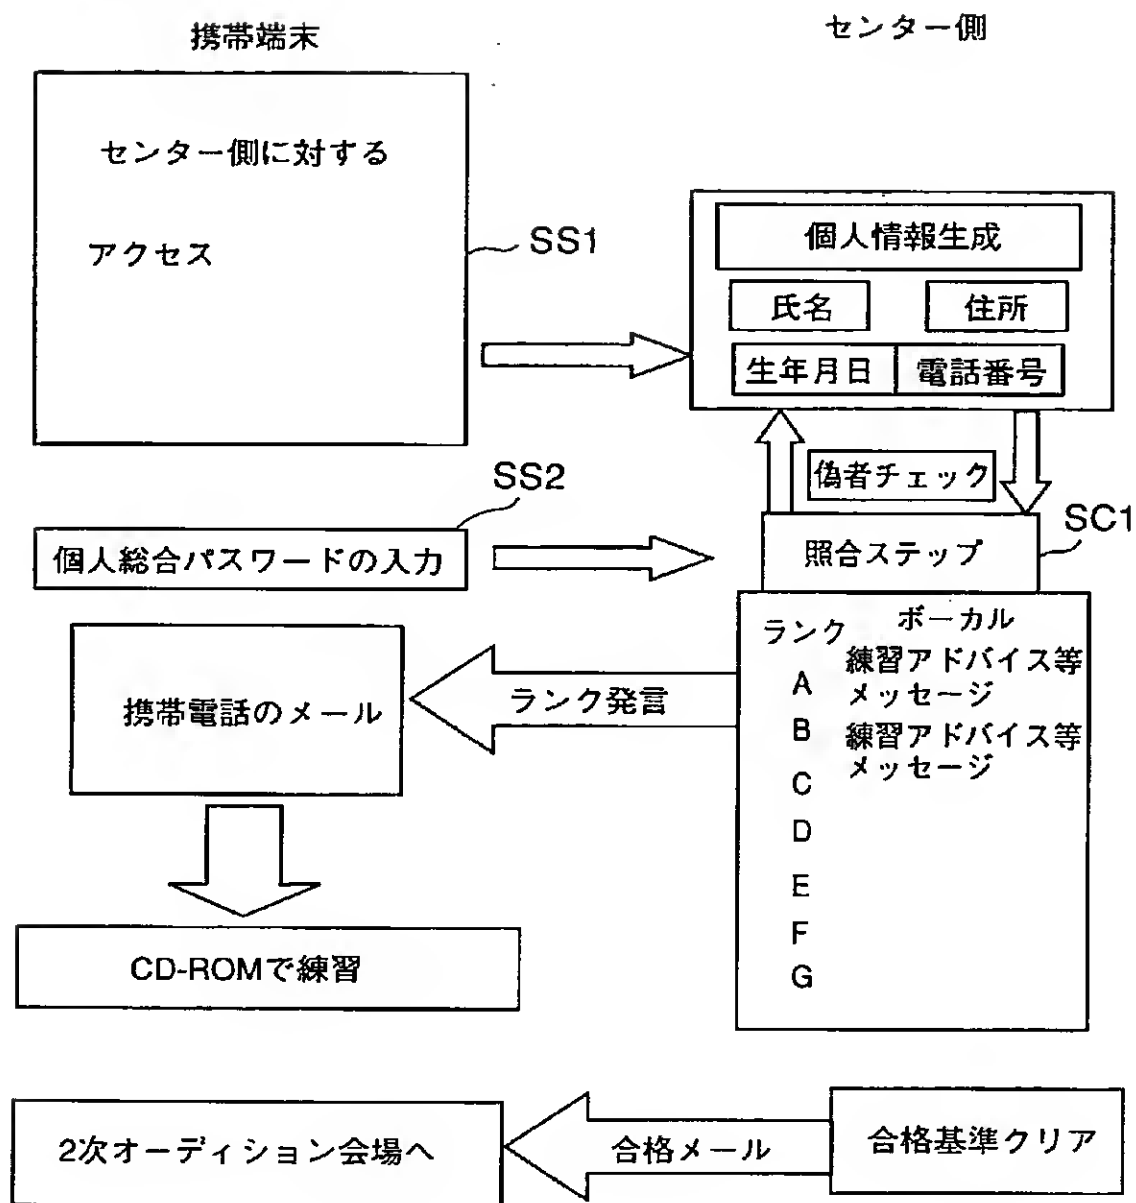 携帯端末
センター側
センター側に対する
アクセス
SS1
個人情報生成
氏名
住所
生年月日
電話番号
偽者チェック
SS2
個人総合パスワードの入力
SC1
照合ステップ
ランク
ボーカル
A
練習アドバイス等
メッセージ
B
練習アドバイス等
メッセージ
C
D
E
F
G
ランク発言
携帯電話のメール
CD-ROMで練習
合格基準クリア
合格メール
2次オーディション会場へ